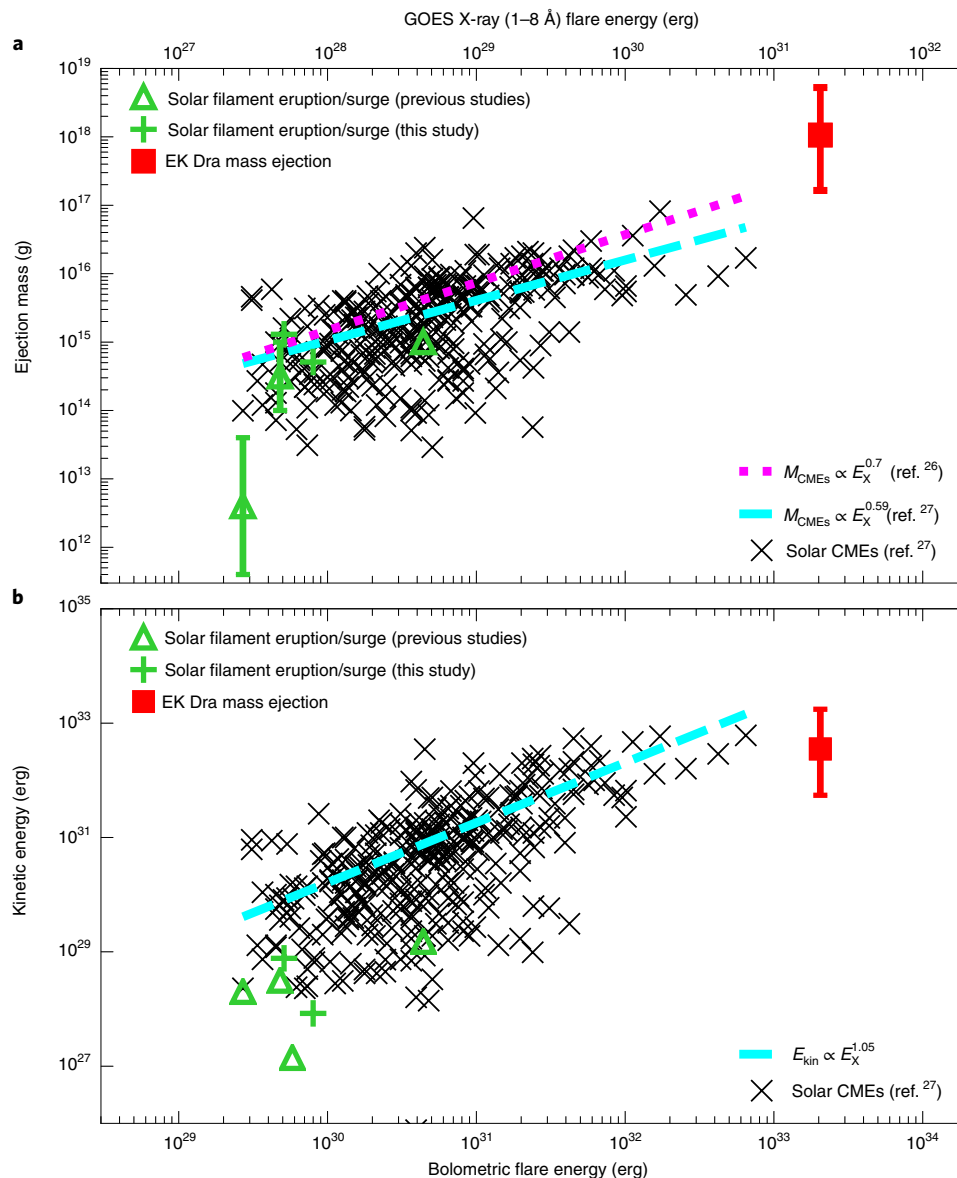 GOES X-ray (1–8 Å) flare energy (erg)
a
10^27 10^28 10^29 10^30 10^31 10^32
10^19
10^18
10^17
10^16
10^15
10^14
10^13
10^12
Ejection mass (g)
Solar filament eruption/surge (previous studies)
Solar filament eruption/surge (this study)
EK Dra mass ejection
M_CMEs ∝ E_X^0.7 (ref. 26)
M_CMEs ∝ E_X^0.59 (ref. 27)
Solar CMEs (ref. 27)
b
10^35
10^33
10^31
10^29
10^27
Kinetic energy (erg)
Solar filament eruption/surge (previous studies)
Solar filament eruption/surge (this study)
EK Dra mass ejection
E_kin ∝ E_X^1.05
Solar CMEs (ref. 27)
10^29 10^30 10^31 10^32 10^33 10^34
Bolometric flare energy (erg)